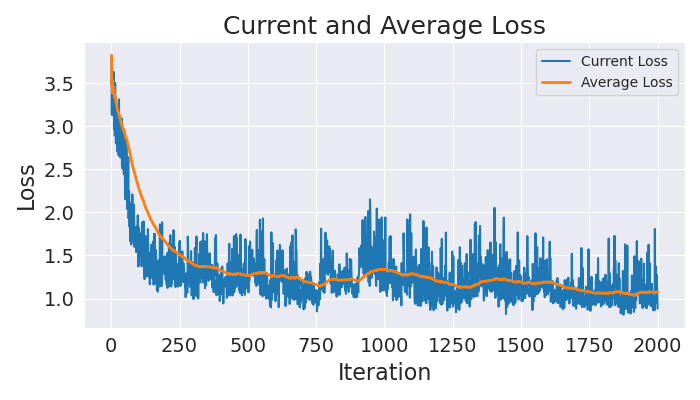 Current and Average Loss
Current Loss
Average Loss
Loss
3.5
3.0
2.5
2.0
1.5
1.0
0 250 500 750 1000 1250 1500 1750 2000
Iteration